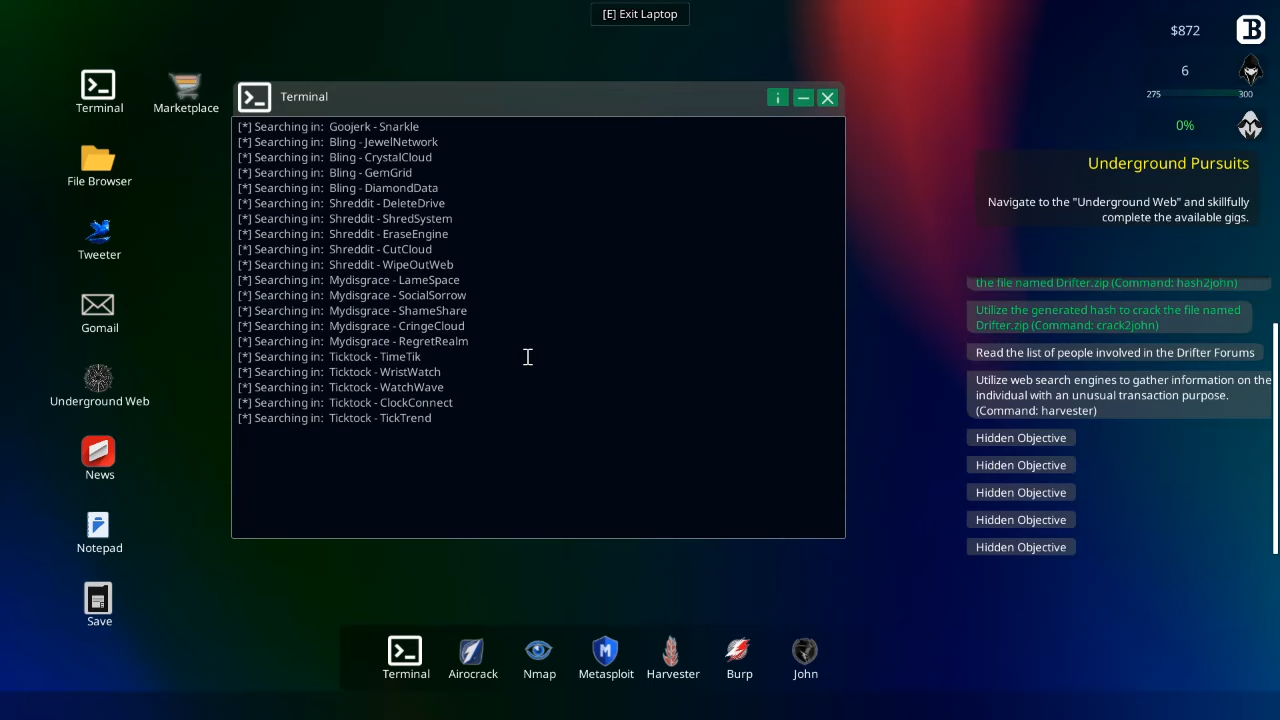 [E] Exit Laptop
$872
6
275
300
0%
Underground Pursuits
Navigate to the "Underground Web" and skillfully
complete the available gigs.
the file named Drifter.zip (Command: hash2john)
Utilize the generated hash to crack the file named
Drifter.zip (Command: crack2john)
Read the list of people involved in the Drifter Forums
Utilize web search engines to gather information on the
individual with an unusual transaction purpose.
(Command: harvester)
Hidden Objective
Hidden Objective
Hidden Objective
Hidden Objective
Hidden Objective
Terminal
Marketplace
File Browser
Tweeter
Gomail
Underground Web
News
Notepad
Save
Terminal
[*] Searching in: Goojerk - Snarkle
[*] Searching in: Bling - JewelNetwork
[*] Searching in: Bling - CrystalCloud
[*] Searching in: Bling - GemGrid
[*] Searching in: Bling - DiamondData
[*] Searching in: Shreddit - DeleteDrive
[*] Searching in: Shreddit - ShredSystem
[*] Searching in: Shreddit - EraseEngine
[*] Searching in: Shreddit - CutCloud
[*] Searching in: Shreddit - WipeOutWeb
[*] Searching in: Mydisgrace - LameSpace
[*] Searching in: Mydisgrace - SocialSorrow
[*] Searching in: Mydisgrace - ShameShare
[*] Searching in: Mydisgrace - CringeCloud
[*] Searching in: Mydisgrace - RegretRealm
[*] Searching in: Ticktock - TimeTik
[*] Searching in: Ticktock - WristWatch
[*] Searching in: Ticktock - WatchWave
[*] Searching in: Ticktock - ClockConnect
[*] Searching in: Ticktock - TickTrend
Terminal
Airocrack
Nmap
Metasploit
Harvester
Burp
John